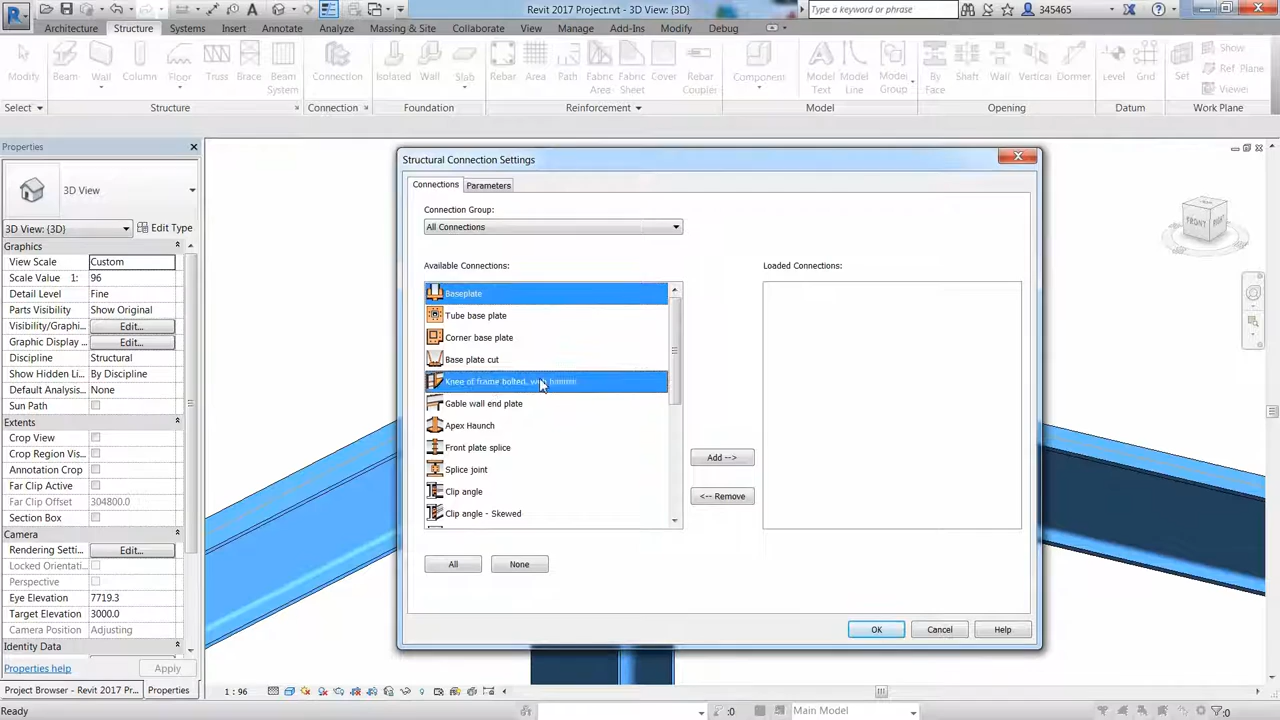 Revit 2017 Project.rvt - 3D View: {3D}
Type a keyword or phrase
345465
Architecture Structure Systems Insert Annotate Analyze Massing & Site Collaborate View Manage Add-Ins Modify Debug
Modify Beam Wall Column Floor Truss Brace Beam System Connection Isolated Wall Slab Rebar Area Path Fabric Area Fabric Sheet Cover Rebar Coupler Component Model Text Model Line Model Group By Face Shaft Wall Vertical Dormer Level Grid Set Show Ref Plane Viewer
Select Structure Connection Foundation Reinforcement Model Opening Datum Work Plane
Properties
3D View
3D View: {3D} Edit Type
Graphics
View Scale Custom
Scale Value 1: 96
Detail Level Fine
Parts Visibility Show Original
Visibility/Graphi... Edit...
Graphic Display ... Edit...
Discipline Structural
Show Hidden Li... By Discipline
Default Analysis... None
Sun Path
Extents
Crop View
Crop Region Vis...
Annotation Crop
Far Clip Active
Far Clip Offset 304800.0
Section Box
Camera
Rendering Setti... Edit...
Locked Orientati...
Perspective
Eye Elevation 7719.3
Target Elevation 3000.0
Camera Position Adjusting
Identity Data
Properties help Apply
Project Browser - Revit 2017 Pr... Properties
Structural Connection Settings
Connections Parameters
Connection Group:
All Connections
Available Connections:
Loaded Connections:
Baseplate
Tube base plate
Corner base plate
Base plate cut
Knee of frame bolted, with
Gable wall end plate
Apex Haunch
Front plate splice
Splice joint
Clip angle
Clip angle - Skewed
Add -->
<-- Remove
All None
OK Cancel Help
FRONT
1 : 96
Ready
:0 Main Model :0